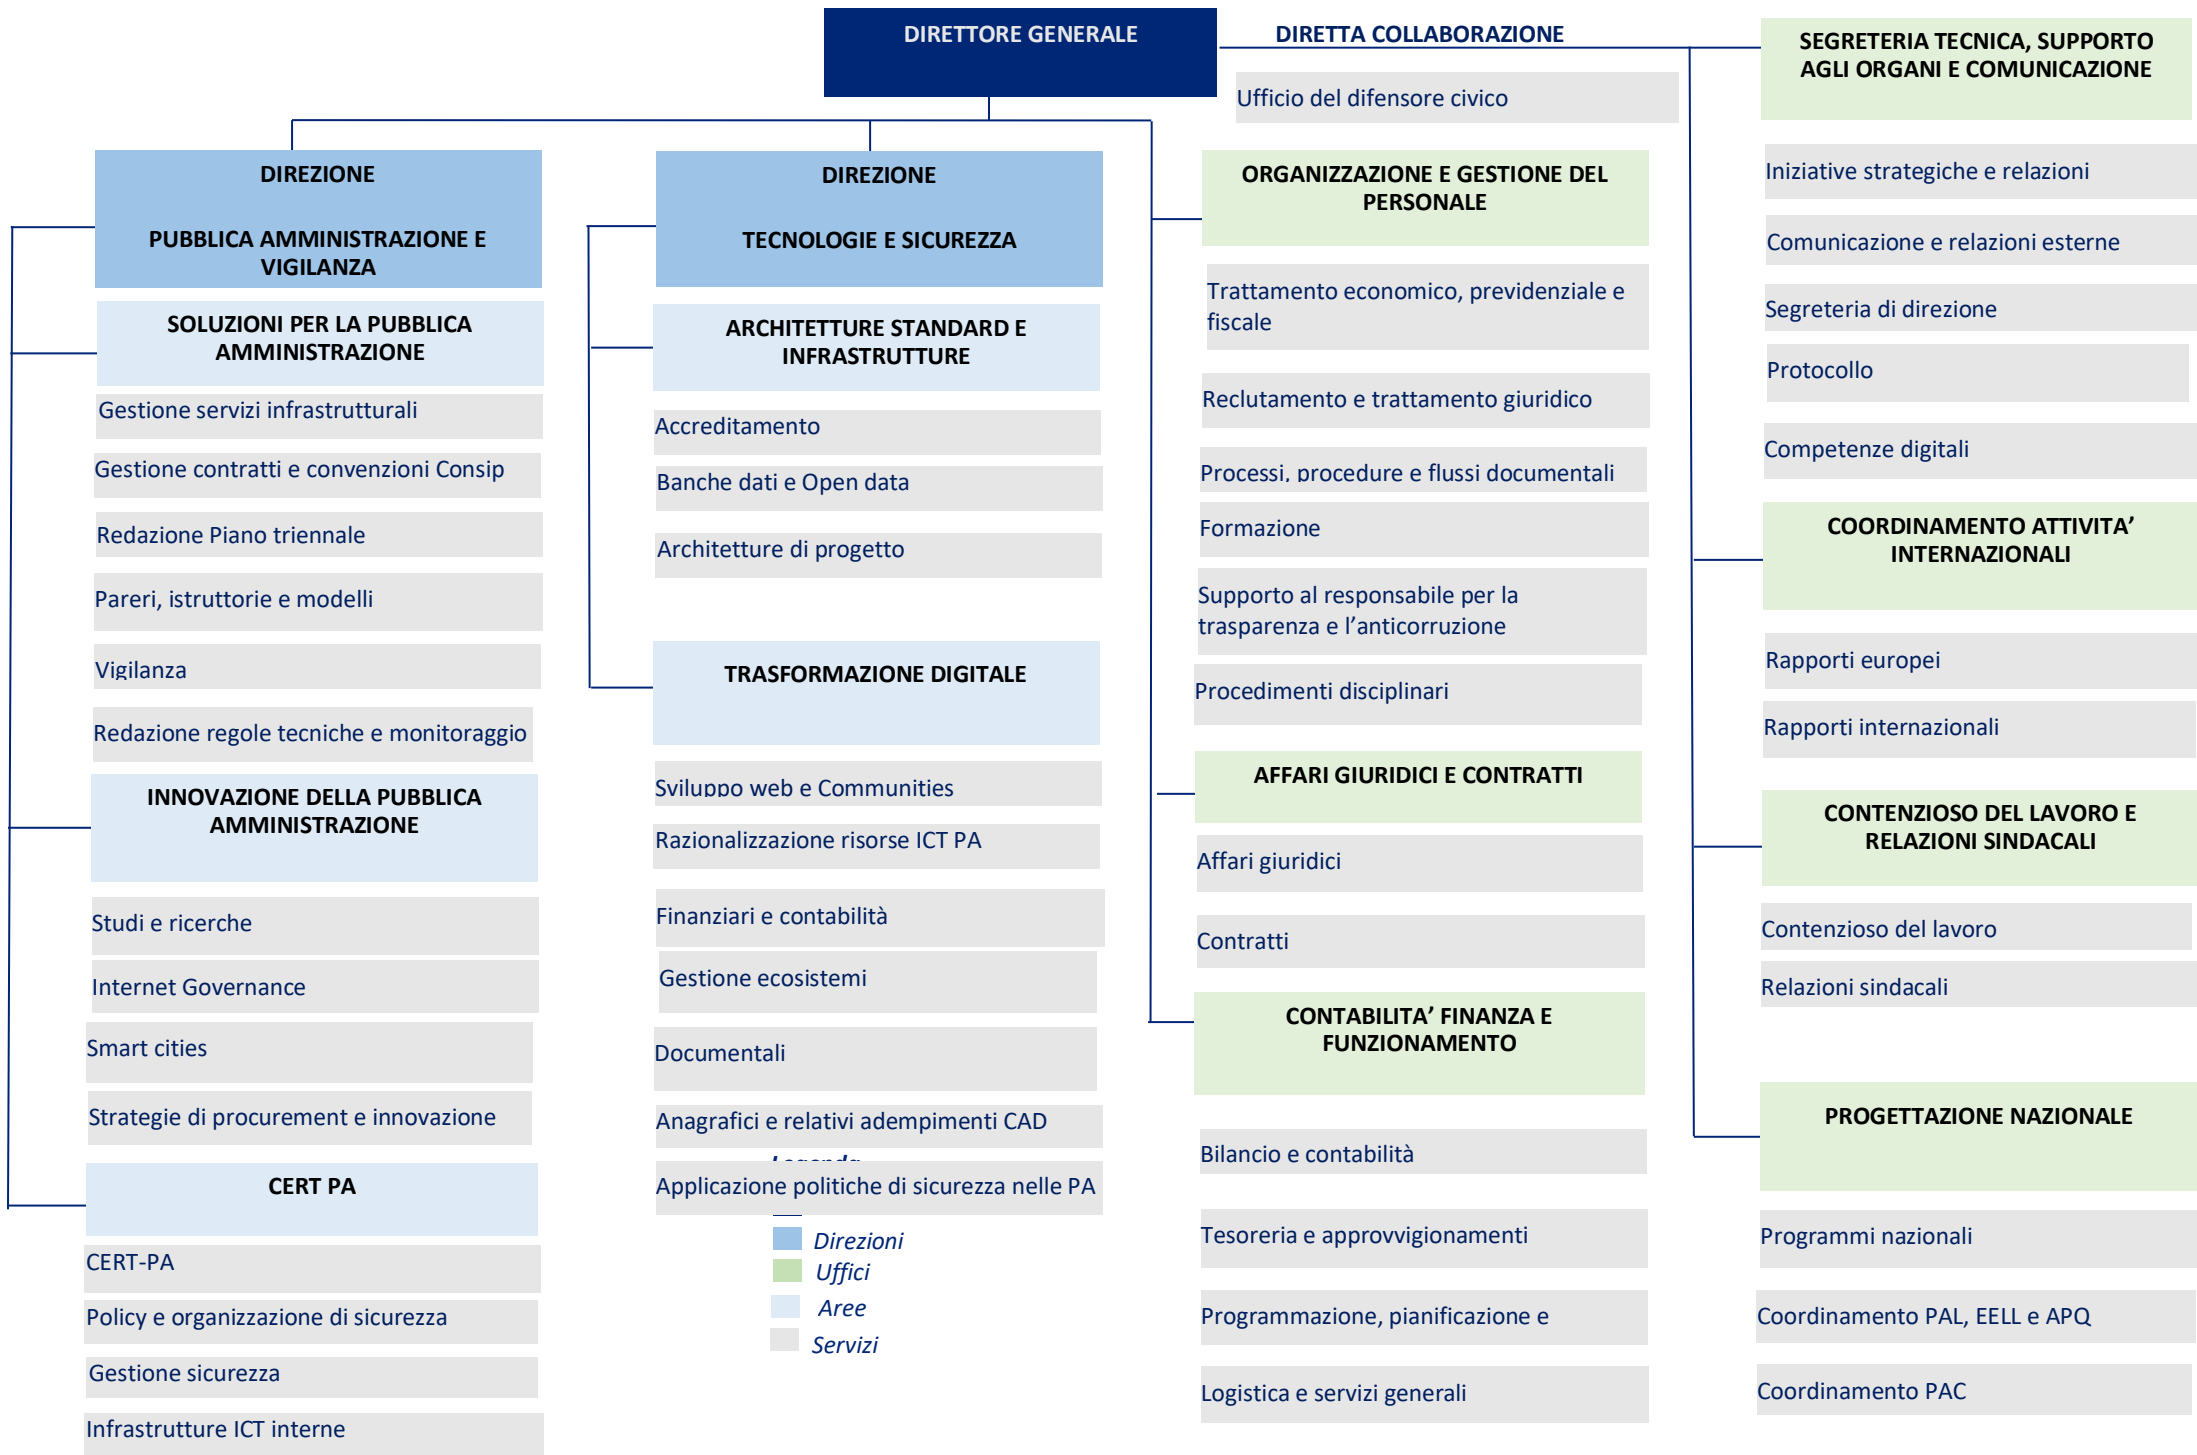 DIRETTORE GENERALE
DIRETTA COLLABORAZIONE
Ufficio del difensore civico
DIREZIONE
PUBBLICA AMMINISTRAZIONE E
VIGILANZA
SOLUZIONI PER LA PUBBLICA
AMMINISTRAZIONE
Gestione servizi infrastrutturali
Gestione contratti e convenzioni Consip
Redazione Piano triennale
Pareri, istruttorie e modelli
Vigilanza
Redazione regole tecniche e monitoraggio
INNOVAZIONE DELLA PUBBLICA
AMMINISTRAZIONE
Studi e ricerche
Internet Governance
Smart cities
Strategie di procurement e innovazione
CERT PA
CERT-PA
Policy e organizzazione di sicurezza
Gestione sicurezza
Infrastrutture ICT interne
DIREZIONE
TECNOLOGIE E SICUREZZA
ARCHITETTURE STANDARD E
INFRASTRUTTURE
Accreditamento
Banche dati e Open data
Architetture di progetto
TRASFORMAZIONE DIGITALE
Sviluppo web e Communities
Razionalizzazione risorse ICT PA
Finanziari e contabilità
Gestione ecosistemi
Documentali
Anagrafici e relativi adempimenti CAD
Applicazione politiche di sicurezza nelle PA
Direzioni
Uffici
Aree
Servizi
ORGANIZZAZIONE E GESTIONE DEL
PERSONALE
Trattamento economico, previdenziale e
fiscale
Reclutamento e trattamento giuridico
Processi, procedure e flussi documentali
Formazione
Supporto al responsabile per la
trasparenza e l’anticorruzione
Procedimenti disciplinari
AFFARI GIURIDICI E CONTRATTI
Affari giuridici
Contratti
CONTABILITA’ FINANZA E
FUNZIONAMENTO
Bilancio e contabilità
Tesoreria e approvvigionamenti
Programmazione, pianificazione e
Logistica e servizi generali
SEGRETERIA TECNICA, SUPPORTO
AGLI ORGANI E COMUNICAZIONE
Iniziative strategiche e relazioni
Comunicazione e relazioni esterne
Segreteria di direzione
Protocollo
Competenze digitali
COORDINAMENTO ATTIVITA’
INTERNAZIONALI
Rapporti europei
Rapporti internazionali
CONTENZIOSO DEL LAVORO E
RELAZIONI SINDACALI
Contenzioso del lavoro
Relazioni sindacali
PROGETTAZIONE NAZIONALE
Programmi nazionali
Coordinamento PAL, EELL e APQ
Coordinamento PAC